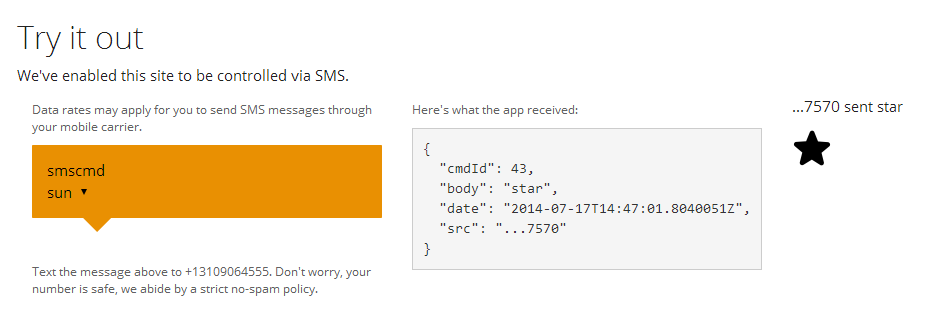 Try it out
We've enabled this site to be controlled via SMS.
Data rates may apply for you to send SMS messages through
your mobile carrier.
smscmd
sun ▼
Text the message above to +13109064555. Don't worry, your
number is safe, we abide by a strict no-spam policy.
Here's what the app received:
{
  "cmdId": 43,
  "body": "star",
  "date": "2014-07-17T14:47:01.8040051Z",
  "src": "...7570"
}
...7570 sent star